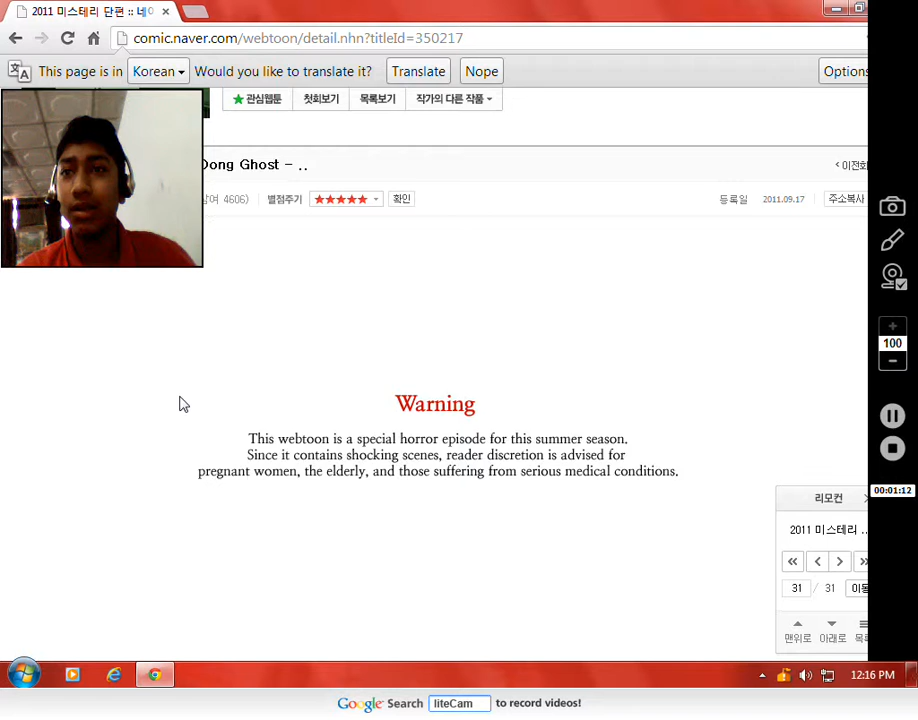 2011 미스테리 단편 :: 네이
comic.naver.com/webtoon/detail.nhn?titleId=350217
This page is in Korean Would you like to translate it? Translate Nope Options
관심웹툰 첫회보기 목록보기 작가의 다른 작품
Dong Ghost - .. 이전화
4606) 별점주기 확인 등록일 2011.09.17 주소복사
Warning
This webtoon is a special horror episode for this summer season.
Since it contains shocking scenes, reader discretion is advised for
pregnant women, the elderly, and those suffering from serious medical conditions.
100
00:01:12
리모컨
2011 미스테리 ..
31 / 31 이동
맨위로 아래로
12:16 PM
Google Search liteCam to record videos!